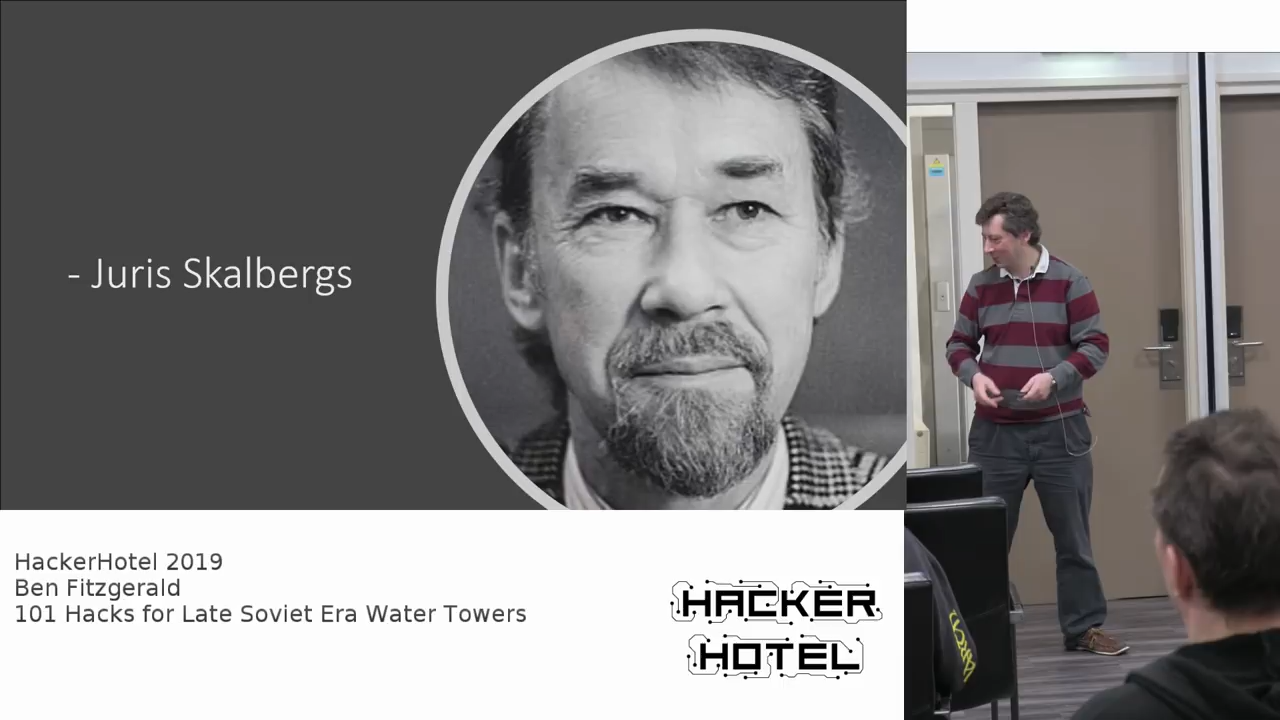 - Juris Skalbergs
HackerHotel 2019
Ben Fitzgerald
101 Hacks for Late Soviet Era Water Towers
HACKER
HOTEL